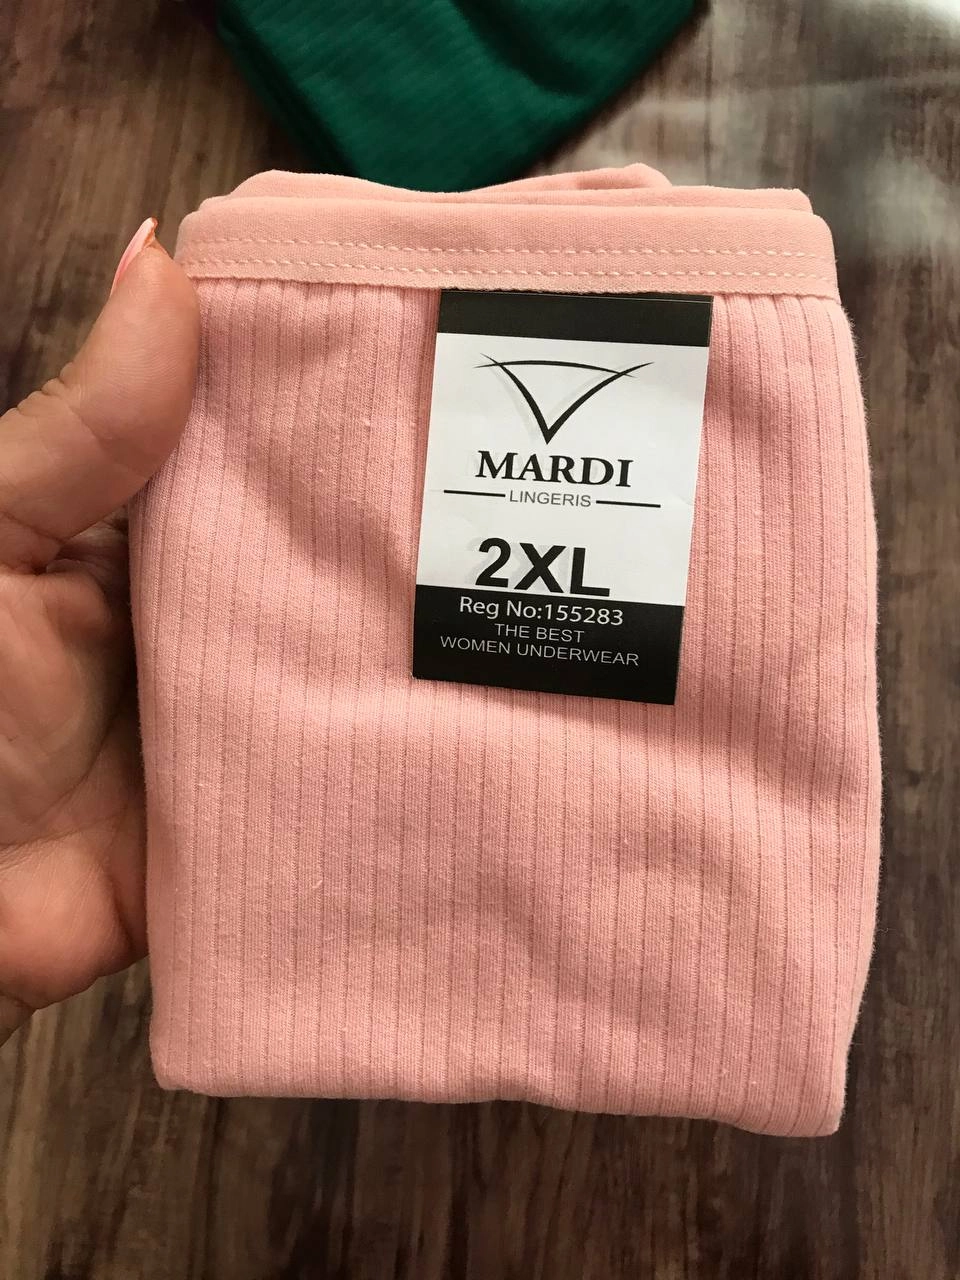 MARDI
LINGERIS
2XL
Reg No:155283
THE BEST
WOMEN UNDERWEAR